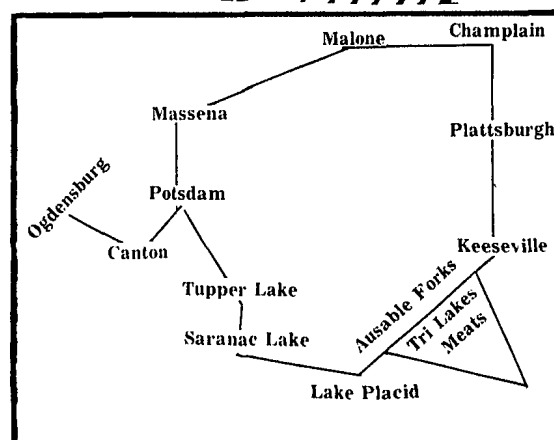 Malone
Champlain
Massena
Plattsburgh
Ogdensburg
Potsdam
Canton
Keeseville
Tupper Lake
Ausable Forks
Tri Lakes
Meats
Saranac Lake
Lake Placid